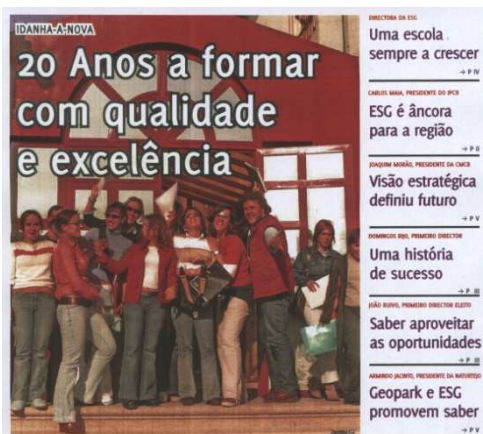 IDANHA-A-NOVA
20 Anos a formar
com qualidade
e excelência
DIRECTORA DA ESG
Uma escola
sempre a crescer
→ P IV
CARLOS MAIA, PRESIDENTE DO IPCB
ESG é âncora
para a região
→ P II
JOAQUIM MORÃO, PRESIDENTE DA CMCB
Visão estratégica
definiu futuro
→ P V
DOMINGOS RIJO, PRIMEIRO DIRECTOR
Uma história
de sucesso
→ P III
JOÃO RUIVO, PRIMEIRO DIRECTOR ELEITO
Saber aproveitar
as oportunidades
→ P III
ARMINDO JACINTO, PRESIDENTE DA NATURTEJO
Geopark e ESG
promovem saber
→ P V